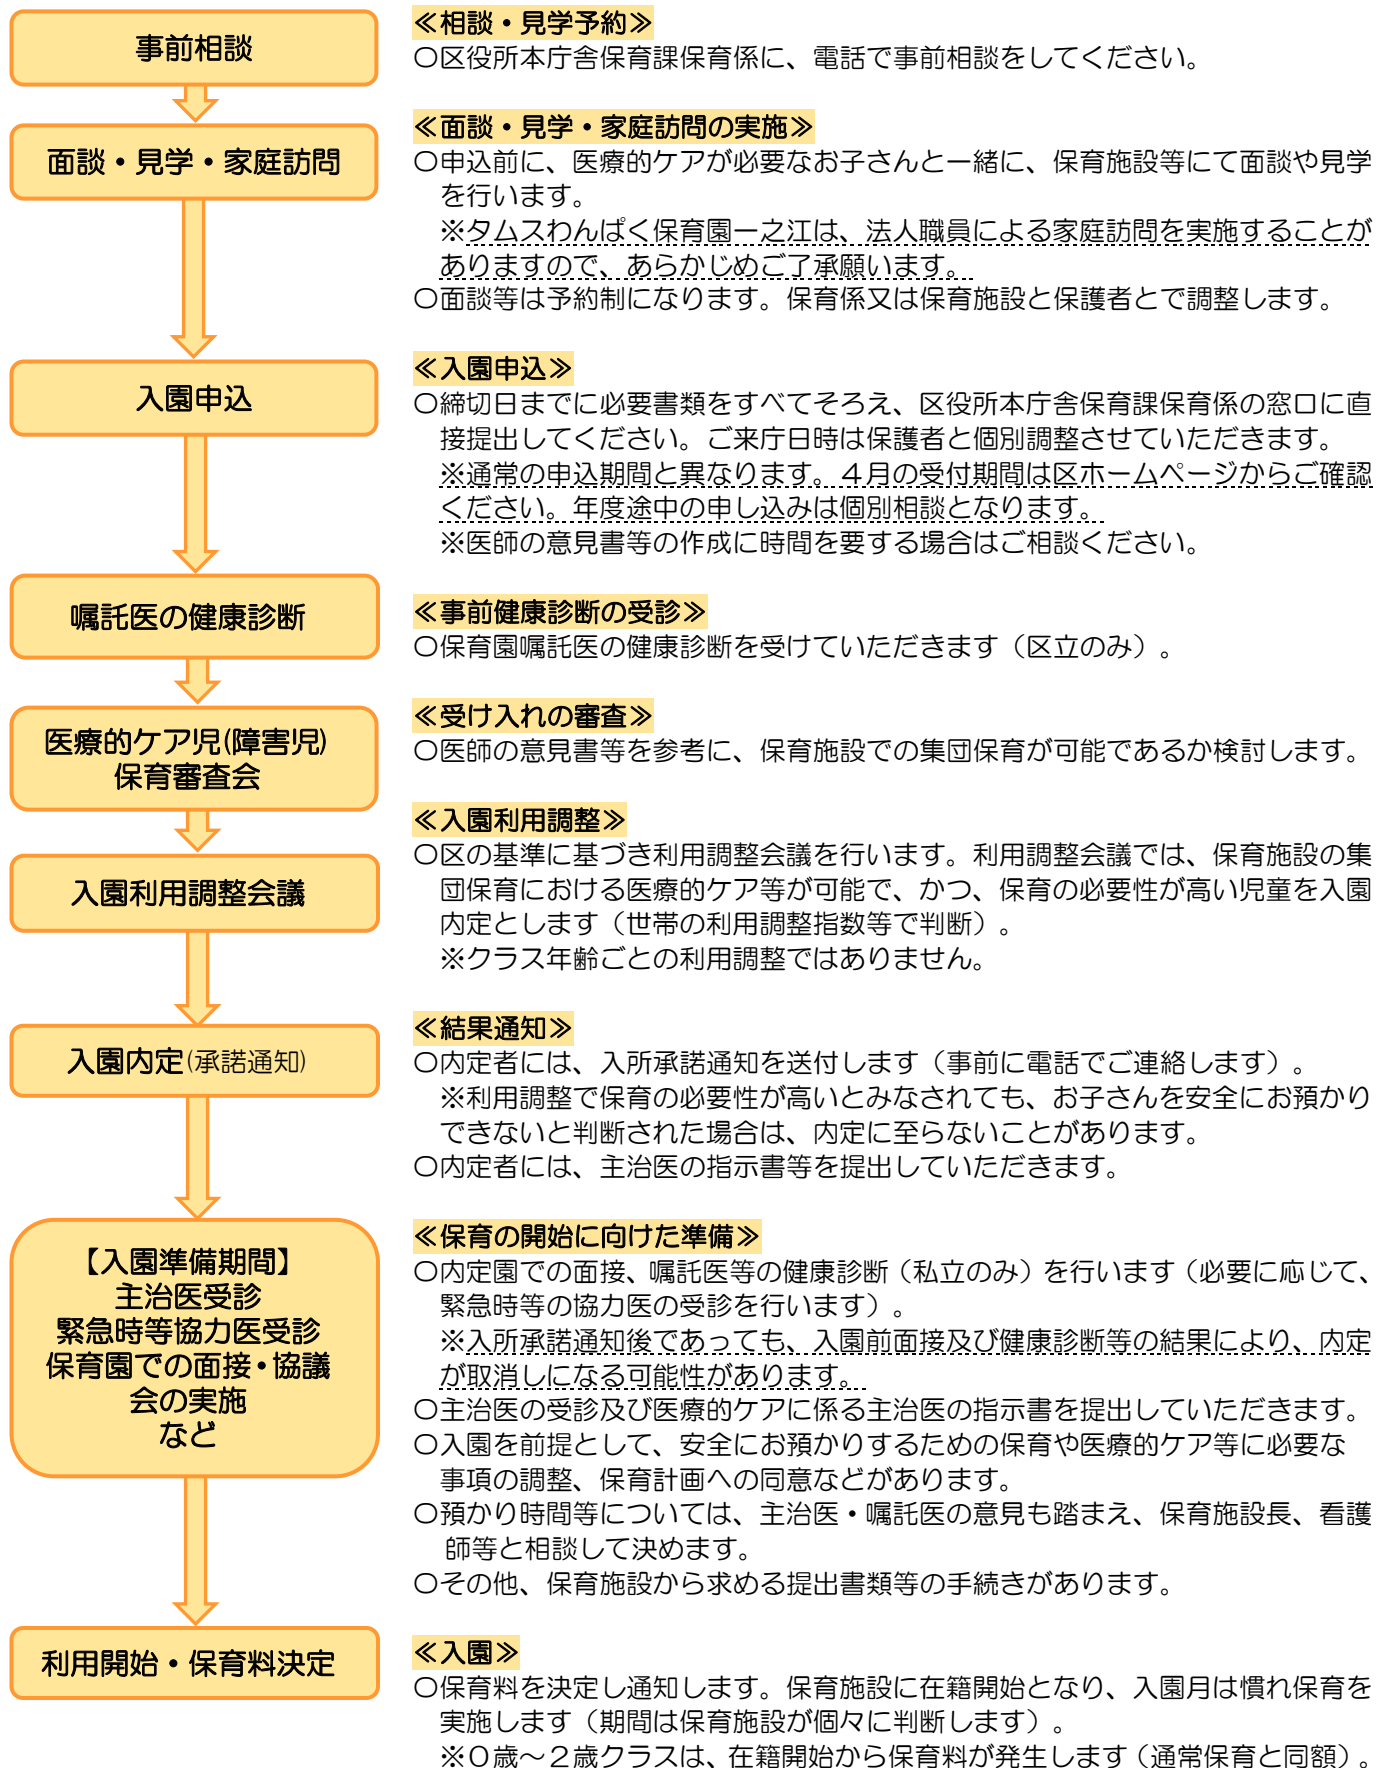 事前相談
≪相談・見学予約≫
〇区役所本庁舎保育課保育係に、電話で事前相談をしてください。
面談・見学・家庭訪問
≪面談・見学・家庭訪問の実施≫
〇申込前に、医療的ケアが必要なお子さんと一緒に、保育施設等にて面談や見学
を行います。
※タムスわんぱく保育園一之江は、法人職員による家庭訪問を実施することが
ありますので、あらかじめご了承願います。
〇面談等は予約制になります。保育係又は保育施設と保護者とで調整します。
入園申込
≪入園申込≫
〇締切日までに必要書類をすべてそろえ、区役所本庁舎保育課保育係の窓口に直
接提出してください。ご来庁日時は保護者と個別調整させていただきます。
※通常の申込期間と異なります。４月の受付期間は区ホームページからご確認
ください。年度途中の申し込みは個別相談となります。
※医師の意見書等の作成に時間を要する場合はご相談ください。
嘱託医の健康診断
≪事前健康診断の受診≫
〇保育園嘱託医の健康診断を受けていただきます（区立のみ）。
医療的ケア児(障害児)
保育審査会
≪受け入れの審査≫
〇医師の意見書等を参考に、保育施設での集団保育が可能であるか検討します。
入園利用調整会議
≪入園利用調整≫
〇区の基準に基づき利用調整会議を行います。利用調整会議では、保育施設の集
団保育における医療的ケア等が可能で、かつ、保育の必要性が高い児童を入園
内定とします（世帯の利用調整指数等で判断）。
※クラス年齢ごとの利用調整ではありません。
入園内定(承諾通知)
≪結果通知≫
〇内定者には、入所承諾通知を送付します（事前に電話でご連絡します）。
※利用調整で保育の必要性が高いとみなされても、お子さんを安全にお預かり
できないと判断された場合は、内定に至らないことがあります。
〇内定者には、主治医の指示書等を提出していただきます。
【入園準備期間】
主治医受診
緊急時等協力医受診
保育園での面接・協議
会の実施
など
≪保育の開始に向けた準備≫
〇内定園での面接、嘱託医等の健康診断（私立のみ）を行います（必要に応じて、
緊急時等の協力医の受診を行います）。
※入所承諾通知後であっても、入園前面接及び健康診断等の結果により、内定
が取消しになる可能性があります。
〇主治医の受診及び医療的ケアに係る主治医の指示書を提出していただきます。
〇入園を前提として、安全にお預かりするための保育や医療的ケア等に必要な
事項の調整、保育計画への同意などがあります。
〇預かり時間等については、主治医・嘱託医の意見も踏まえ、保育施設長、看護
師等と相談して決めます。
〇その他、保育施設から求める提出書類等の手続きがあります。
利用開始・保育料決定
≪入園≫
〇保育料を決定し通知します。保育施設に在籍開始となり、入園月は慣れ保育を
実施します（期間は保育施設が個々に判断します）。
※０歳～２歳クラスは、在籍開始から保育料が発生します（通常保育と同額）。